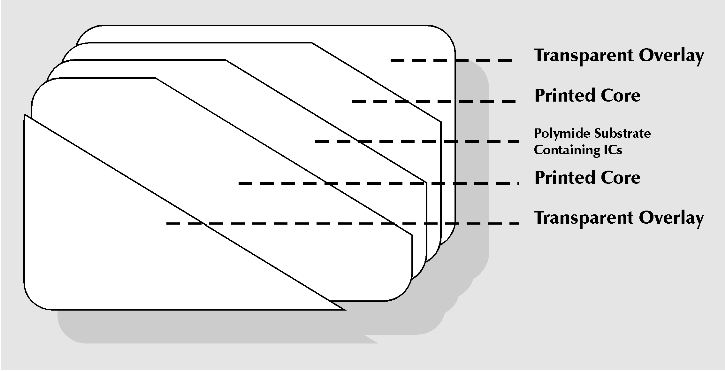 Transparent Overlay
Printed Core
Polymide Substrate
Containing ICs
Printed Core
Transparent Overlay